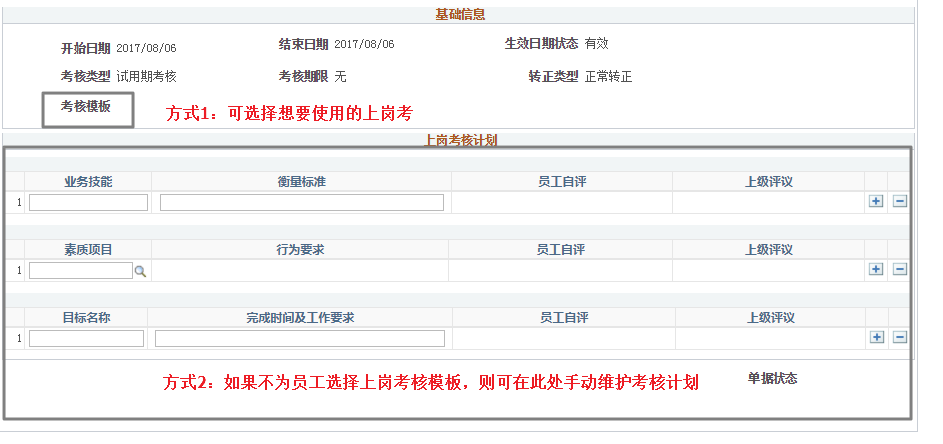 基础信息
开始日期 2017/08/06 结束日期 2017/08/06 生效日期状态 有效
考核类型 试用期考核 考核期限 无 转正类型 正常转正
考核模板 方式1：可选择想要使用的上岗考
上岗考核计划
业务技能 衡量标准 员工自评 上级评议
1
素质项目 行为要求 员工自评 上级评议
1
目标名称 完成时间及工作要求 员工自评 上级评议
1
方式2：如果不为员工选择上岗考核模板，则可在此处手动维护考核计划 单据状态